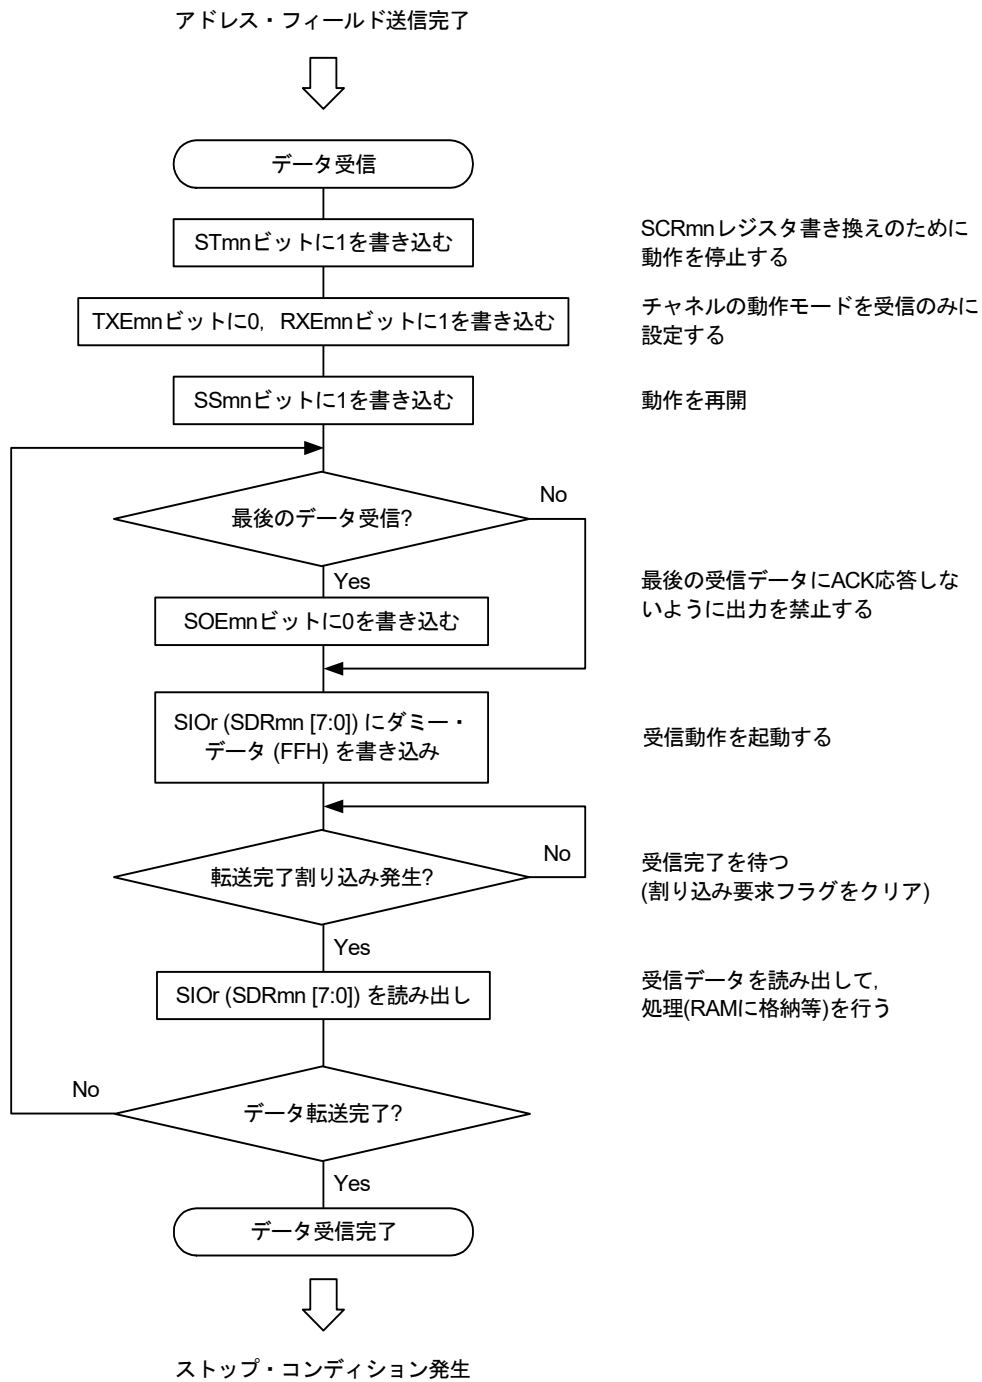 アドレス・フィールド送信完了
データ受信
STmnビットに1を書き込む
SCRmnレジスタ書き換えのために
動作を停止する
TXEmnビットに0, RXEmnビットに1を書き込む
チャネルの動作モードを受信のみに
設定する
SSmnビットに1を書き込む
動作を再開
最後のデータ受信?
No
Yes
SOEmnビットに0を書き込む
最後の受信データにACK応答しな
いように出力を禁止する
SIOr (SDRmn [7:0]) にダミー・
データ (FFH) を書き込み
受信動作を起動する
転送完了割り込み発生?
No
受信完了を待つ
(割り込み要求フラグをクリア)
Yes
SIOr (SDRmn [7:0]) を読み出し
受信データを読み出して,
処理(RAMに格納等)を行う
No
データ転送完了?
Yes
データ受信完了
ストップ・コンディション発生